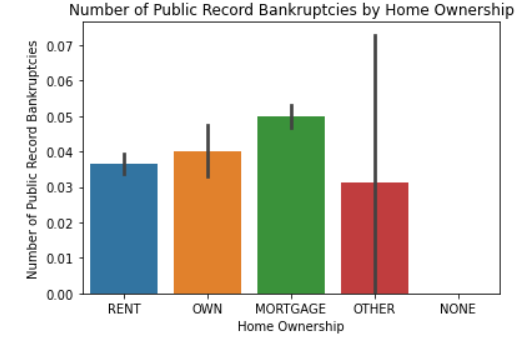 Number of Public Record Bankruptcies by Home Ownership
Number of Public Record Bankruptcies
0.07
0.06
0.05
0.04
0.03
0.02
0.01
0.00
RENT OWN MORTGAGE OTHER NONE
Home Ownership